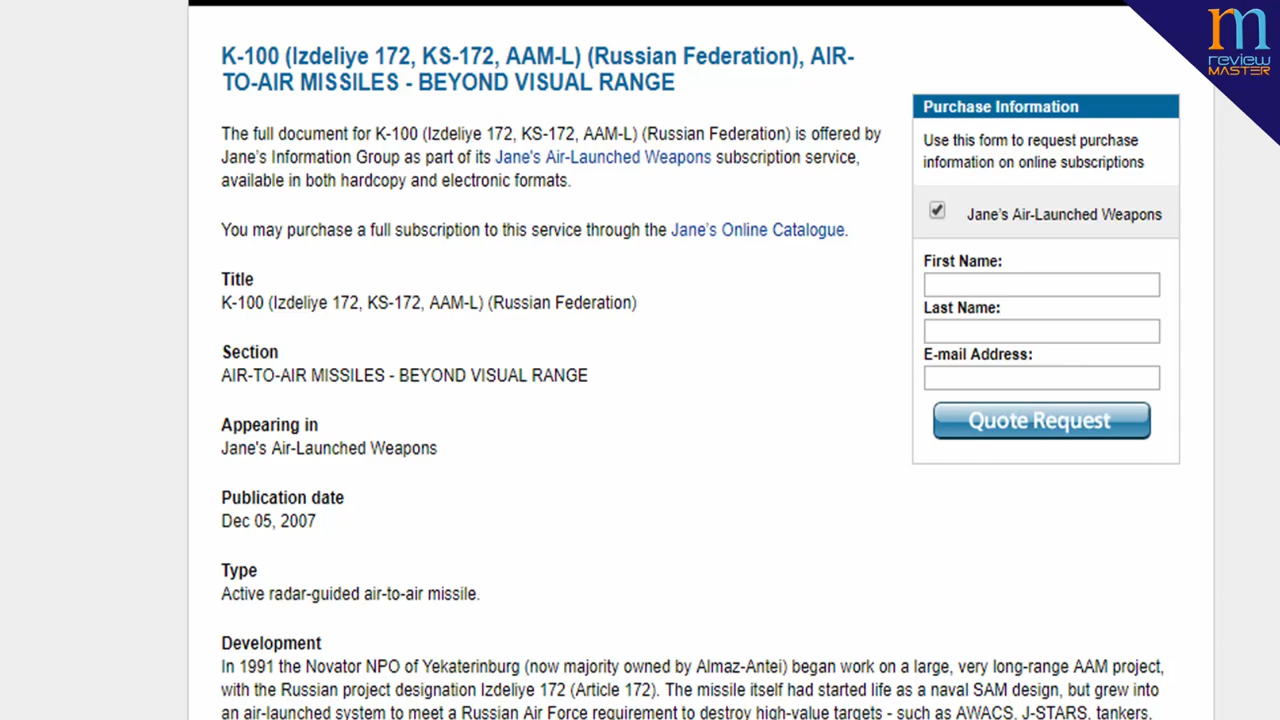 K-100 (Izdeliye 172, KS-172, AAM-L) (Russian Federation), AIR-
TO-AIR MISSILES - BEYOND VISUAL RANGE
The full document for K-100 (Izdeliye 172, KS-172, AAM-L) (Russian Federation) is offered by
Jane's Information Group as part of its Jane's Air-Launched Weapons subscription service,
available in both hardcopy and electronic formats.
You may purchase a full subscription to this service through the Jane's Online Catalogue.
Title
K-100 (Izdeliye 172, KS-172, AAM-L) (Russian Federation)
Section
AIR-TO-AIR MISSILES - BEYOND VISUAL RANGE
Appearing in
Jane's Air-Launched Weapons
Publication date
Dec 05, 2007
Type
Active radar-guided air-to-air missile.
Development
In 1991 the Novator NPO of Yekaterinburg (now majority owned by Almaz-Antei) began work on a large, very long-range AAM project,
with the Russian project designation Izdeliye 172 (Article 172). The missile itself had started life as a naval SAM design, but grew into
an air-launched system to meet a Russian Air Force requirement to destroy high-value targets - such as AWACS, J-STARS, tankers,
Purchase Information
Use this form to request purchase
information on online subscriptions
Jane's Air-Launched Weapons
First Name:
Last Name:
E-mail Address:
Quote Request
m
review
MASTER